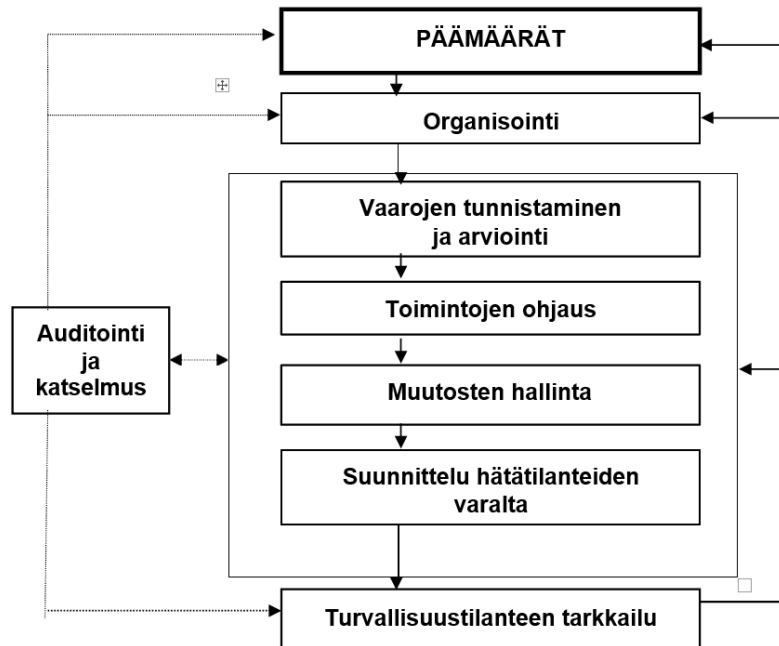 PÄÄMÄÄRÄT
Organisointi
Vaarojen tunnistaminen
ja arviointi
Toimintojen ohjaus
Auditointi
ja
katselmus
Muutosten hallinta
Suunnittelu hätätilanteiden
varalta
Turvallisuustilanteen tarkkailu